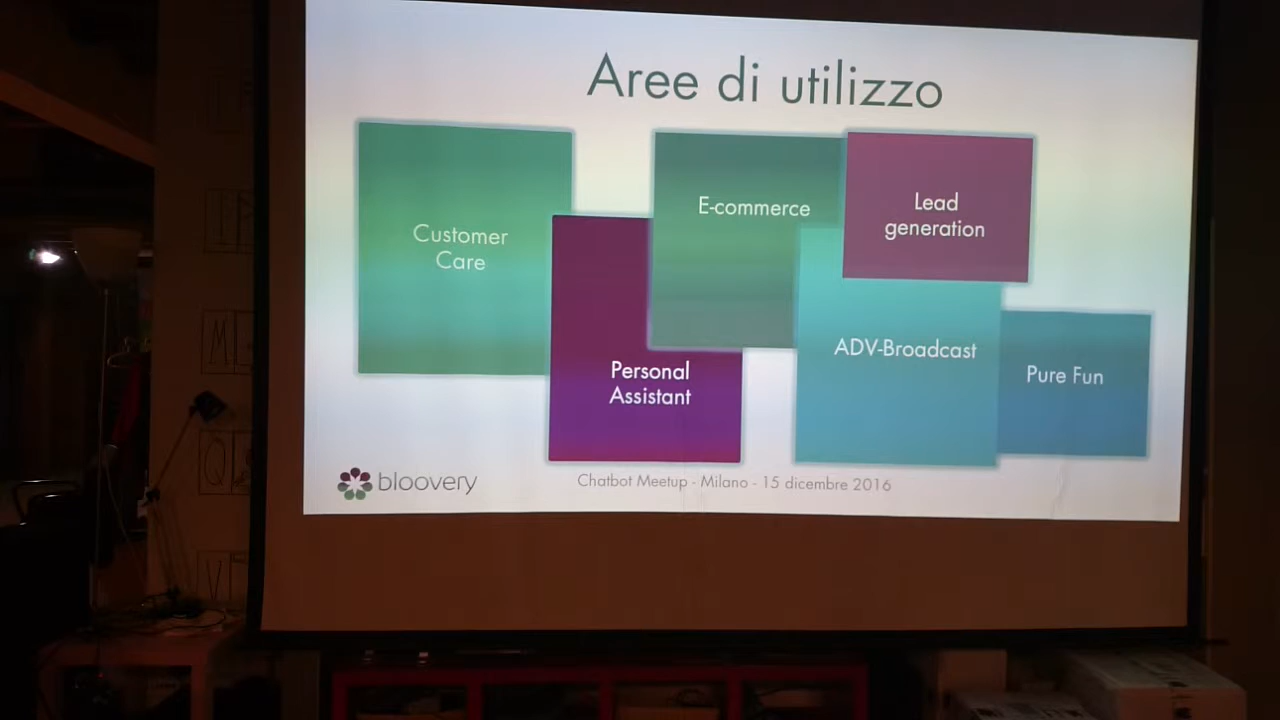 Aree di utilizzo
Customer
Care
E-commerce
Lead
generation
Personal
Assistant
ADV-Broadcast
Pure Fun
bloovery
Chatbot Meetup - Milano - 15 dicembre 2016
M
Q
V